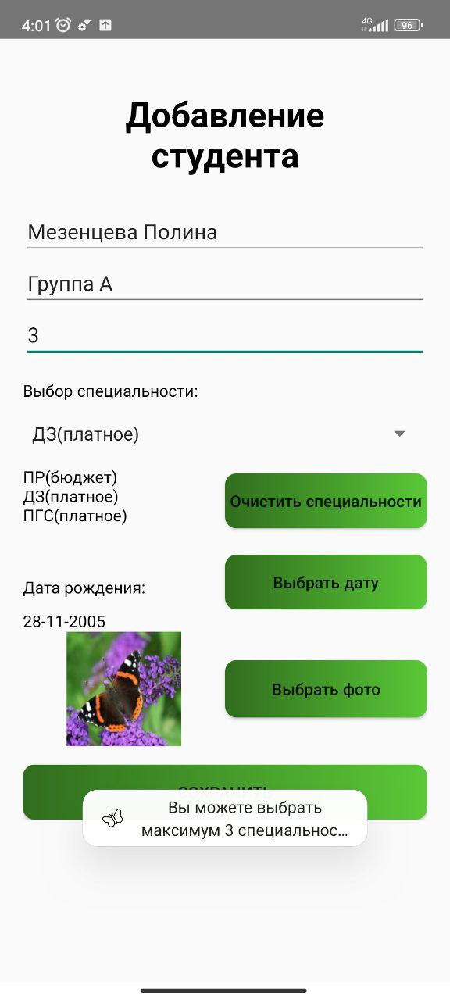 4:01
4G
96
Добавление
студента
Мезенцева Полина
Группа А
3
Выбор специальности:
ДЗ(платное)
ПР(бюджет)
ДЗ(платное)
ПГС(платное)
Очистить специальности
Выбрать дату
Дата рождения:
28-11-2005
Выбрать фото
Вы можете выбрать
максимум 3 специальнос...